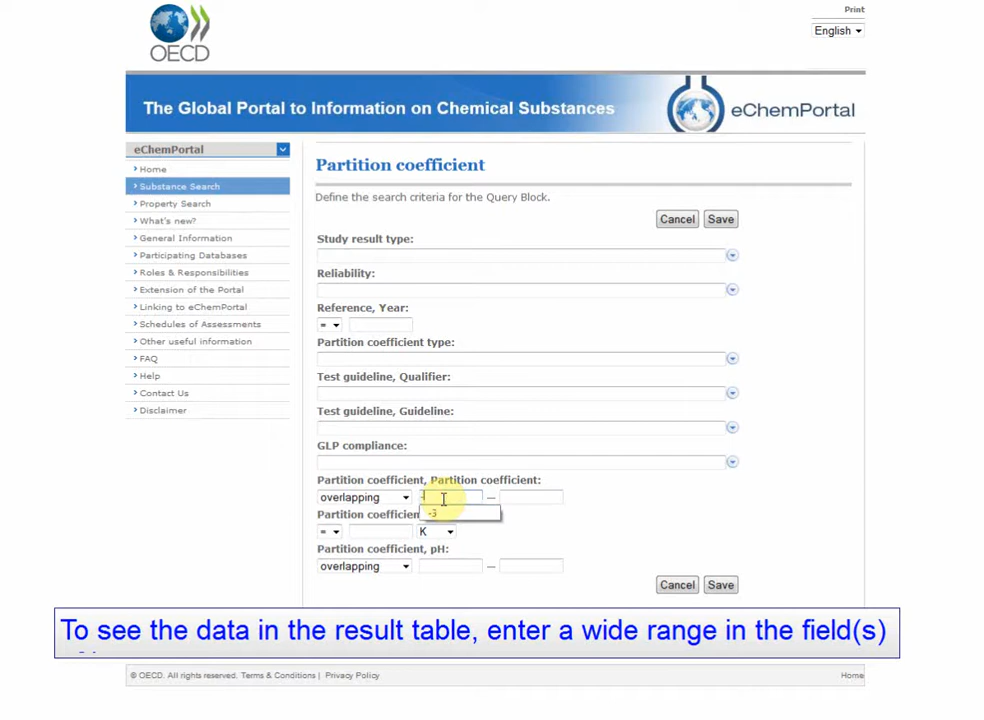 Print
English
OECD
The Global Portal to Information on Chemical Substances
eChemPortal
eChemPortal
Home
Substance Search
Property Search
What's new?
General Information
Participating Databases
Roles & Responsibilities
Extension of the Portal
Linking to eChemPortal
Schedules of Assessments
Other useful information
FAQ
Help
Contact Us
Disclaimer
Partition coefficient
Define the search criteria for the Query Block.
Cancel Save
Study result type:
Reliability:
Reference, Year:
=
Partition coefficient type:
Test guideline, Qualifier:
Test guideline, Guideline:
GLP compliance:
Partition coefficient, Partition coefficient:
overlapping - —
-3
Partition coefficient
= K
Partition coefficient, pH:
overlapping —
Cancel Save
To see the data in the result table, enter a wide range in the field(s)
© OECD. All rights reserved. Terms & Conditions | Privacy Policy
Home